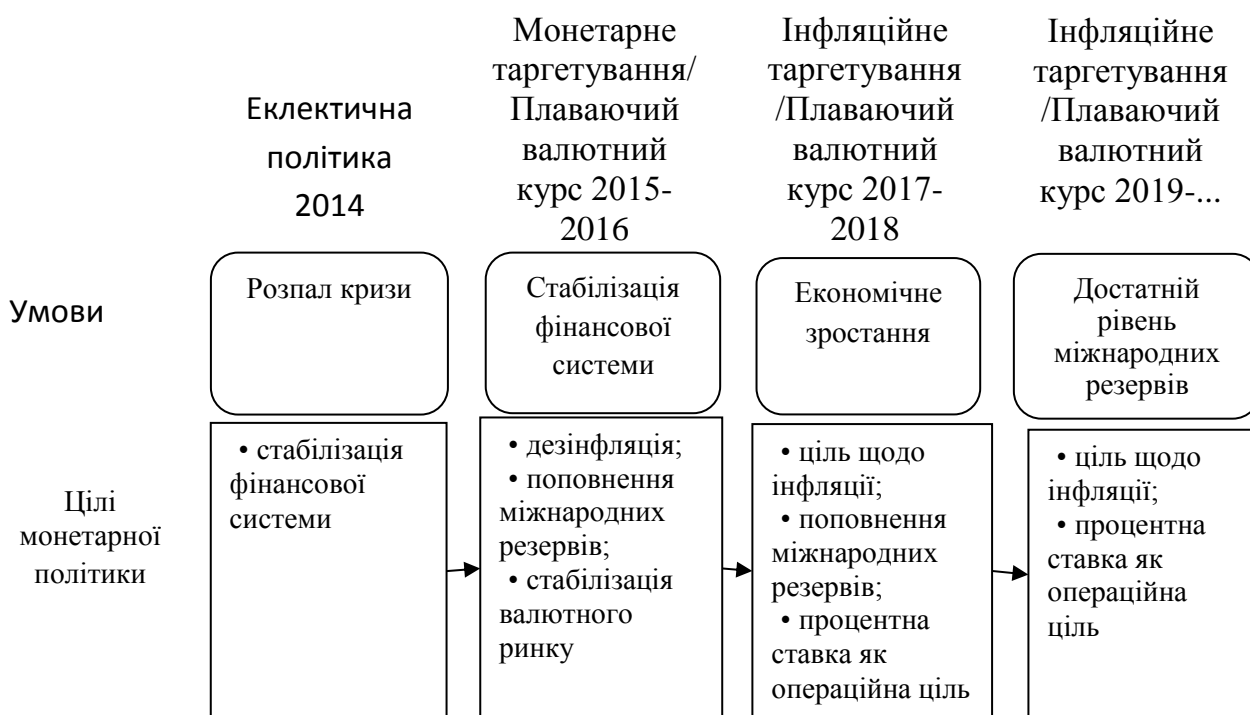 Еклектична
політика
2014
Монетарне
таргетування/
Плаваючий
валютний
курс 2015-
2016
Інфляційне
таргетування
/Плаваючий
валютний
курс 2017-
2018
Інфляційне
таргетування
/Плаваючий
валютний
курс 2019-...
Умови
Розпал кризи
Стабілізація
фінансової
системи
Економічне
зростання
Достатній
рівень
міжнародних
резервів
Цілі
монетарної
політики
• стабілізація
фінансової
системи
• дезінфляція;
• поповнення
міжнародних
резервів;
• стабілізація
валютного
ринку
• ціль щодо
інфляції;
• поповнення
міжнародних
резервів;
• процентна
ставка як
операційна ціль
• ціль щодо
інфляції;
• процентна
ставка як
операційна
ціль